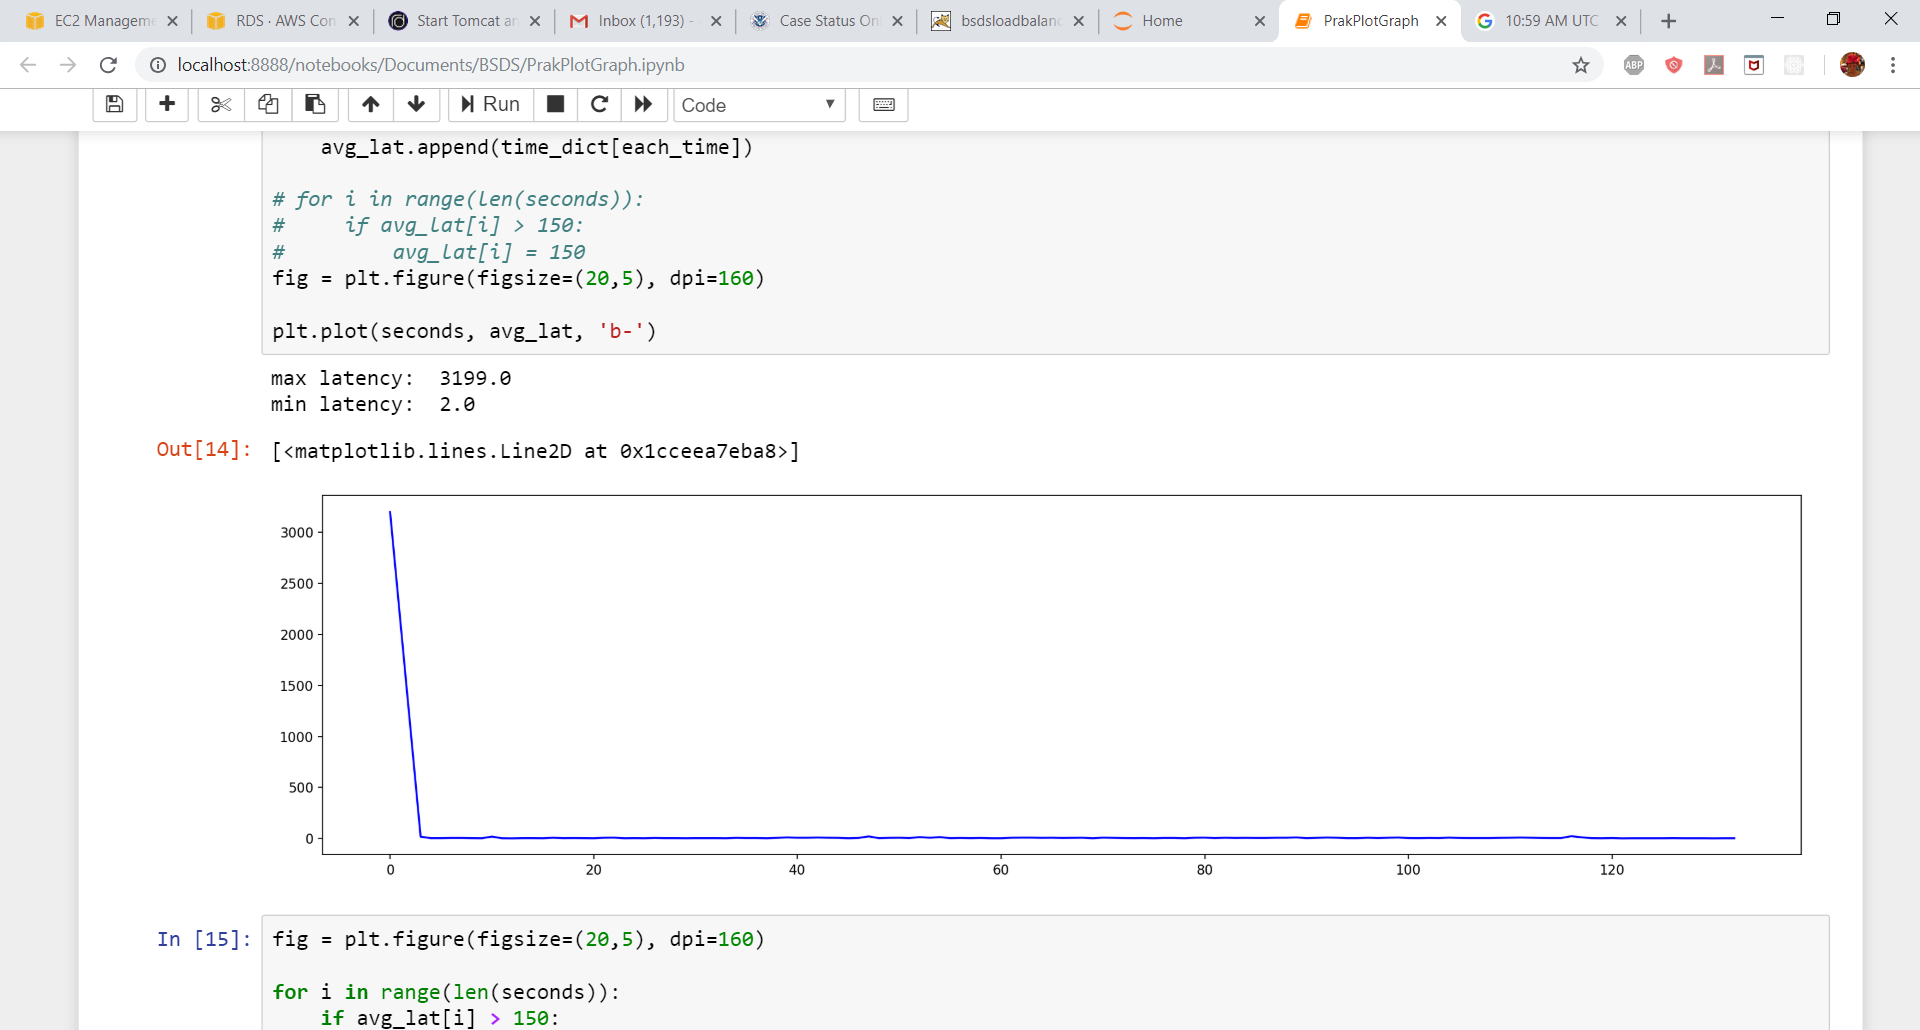 EC2 Manageme
RDS · AWS Con
Start Tomcat an
Inbox (1,193) -
Case Status On
bsdsloadbalanc
Home
PrakPlotGraph
10:59 AM UTC
localhost:8888/notebooks/Documents/BSDS/PrakPlotGraph.ipynb
ABP
Run
Code
avg_lat.append(time_dict[each_time])
# for i in range(len(seconds)):
#     if avg_lat[i] > 150:
#         avg_lat[i] = 150
fig = plt.figure(figsize=(20,5), dpi=160)
plt.plot(seconds, avg_lat, 'b-')
max latency:  3199.0
min latency:  2.0
Out[14]: [<matplotlib.lines.Line2D at 0x1cceea7eba8>]
3000
2500
2000
1500
1000
500
0
0 20 40 60 80 100 120
In [15]: fig = plt.figure(figsize=(20,5), dpi=160)
for i in range(len(seconds)):
    if avg_lat[i] > 150: